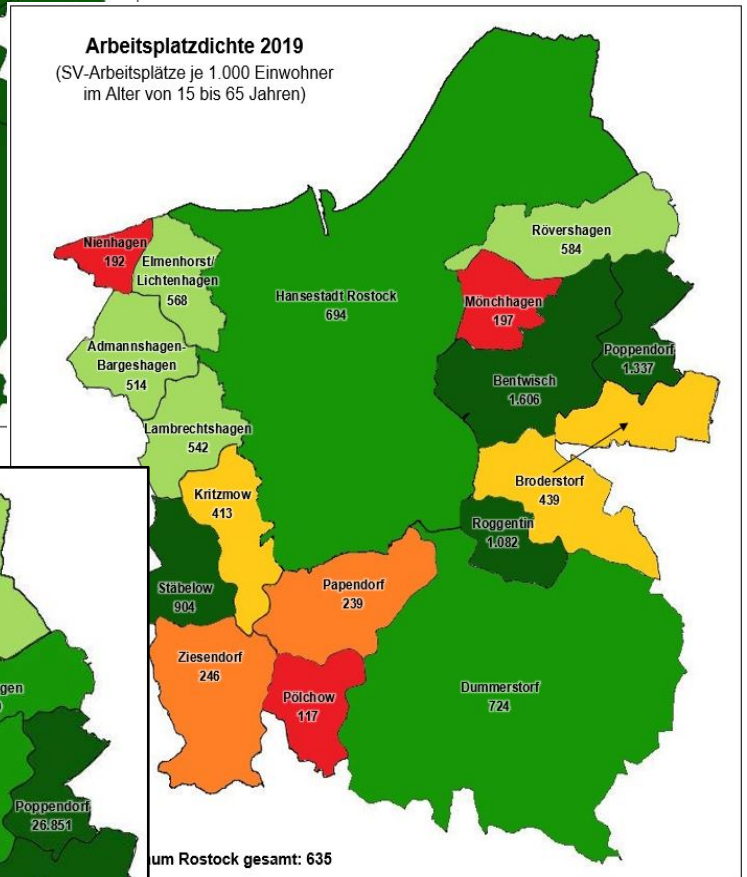 Arbeitsplatzdichte 2019
(SV-Arbeitsplätze je 1.000 Einwohner
im Alter von 15 bis 65 Jahren)
Rövershagen
584
Nienhagen
192
Elmenhorst/
Lichtenhagen
568
Hansestadt Rostock
694
Mönchhagen
197
Admannshagen-
Bargeshagen
514
Poppendorf
1.337
Bentwisch
1.606
Lambrechtshagen
542
Kritzmow
413
Broderstorf
439
Roggentin
1.082
Stäbelow
904
Papendorf
239
Ziesendorf
246
Pölchow
117
Dummerstorf
724
gen
Poppendorf
26.851
um Rostock gesamt: 635